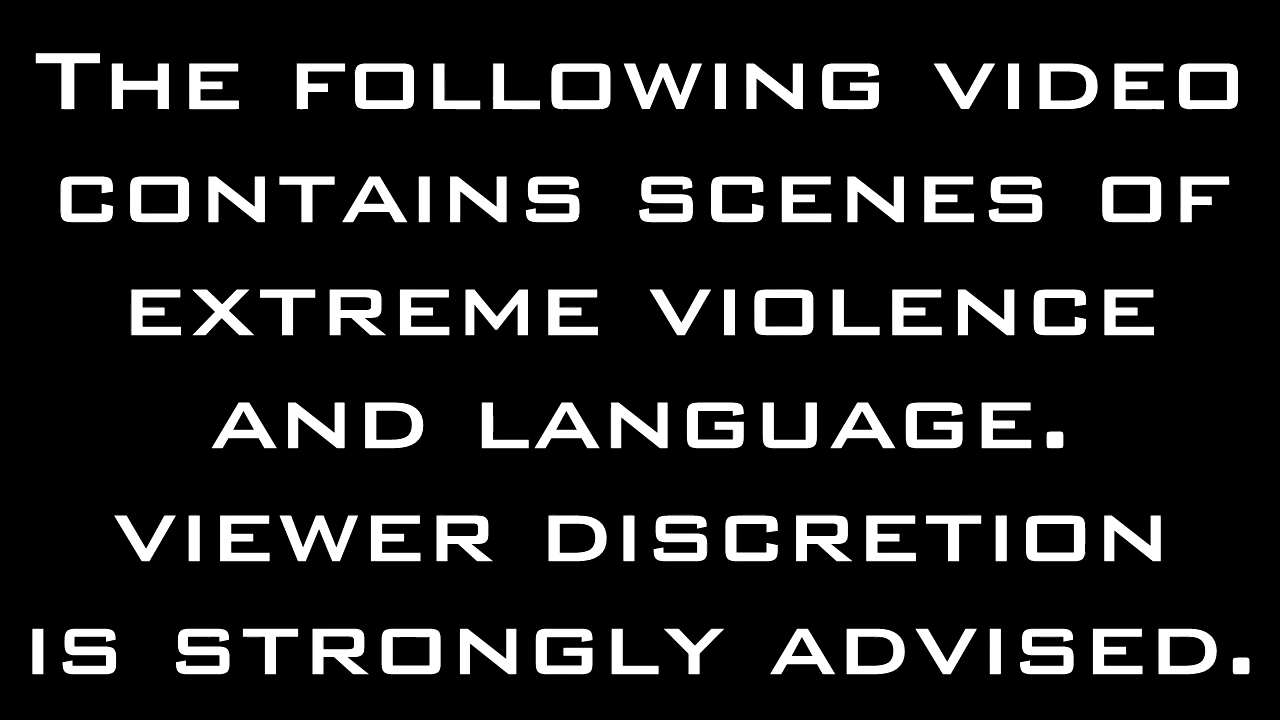 The following video
contains scenes of
extreme violence
and language.
viewer discretion
is strongly advised.